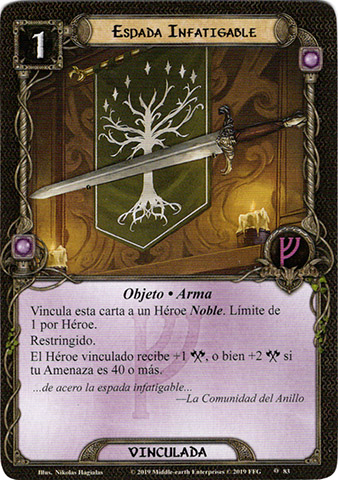 1
Espada Infatigable
Objeto • Arma
Vincula esta carta a un Héroe Noble. Límite de
1 por Héroe.
Restringido.
El Héroe vinculado recibe +1, o bien +2 si
tu Amenaza es 40 o más.
...de acero la espada infatigable...
—La Comunidad del Anillo
VINCULADA
Illus. Nikolas Hagialas © 2019 Middle-earth Enterprises © 2019 FFG 83